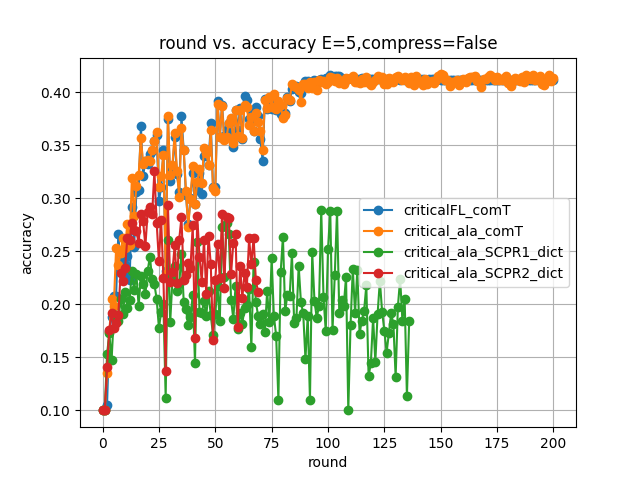 round vs. accuracy E=5,compress=False
accuracy
0.40
0.35
0.30
0.25
0.20
0.15
0.10
criticalFL_comT
critical_ala_comT
critical_ala_SCPR1_dict
critical_ala_SCPR2_dict
0 25 50 75 100 125 150 175 200
round